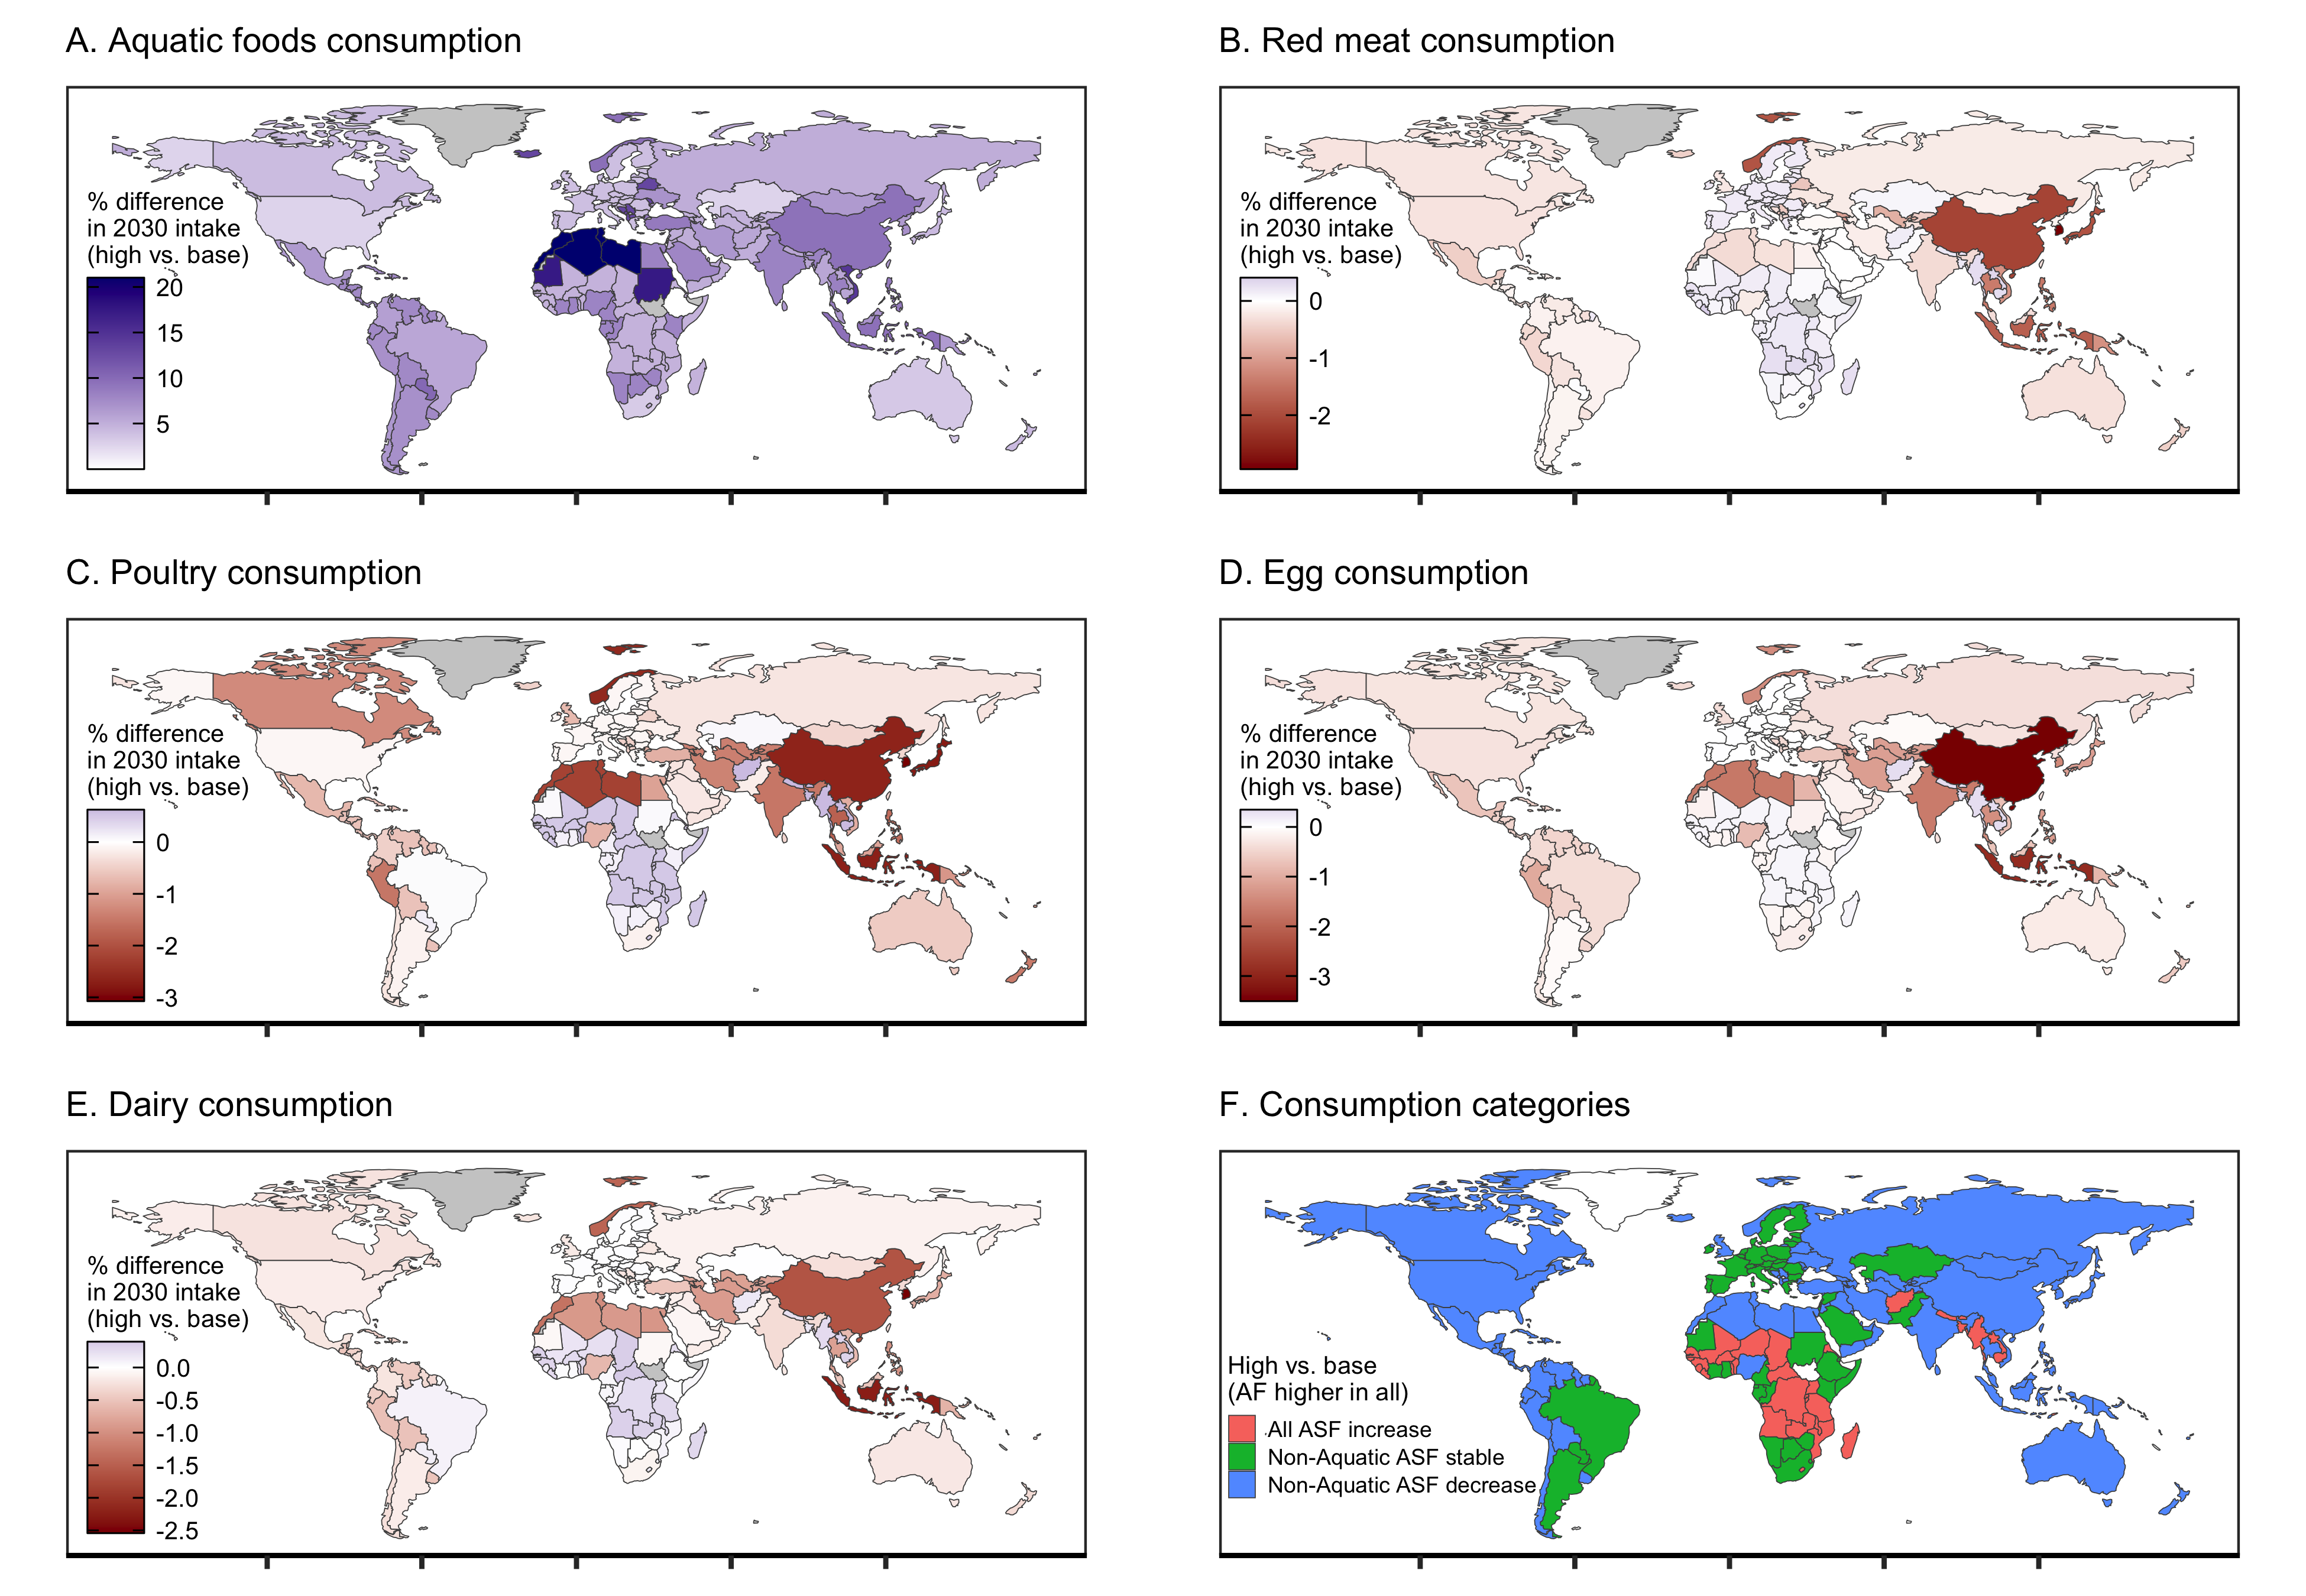 A. Aquatic foods consumption
% difference
in 2030 intake
(high vs. base)
20
15
10
5
B. Red meat consumption
% difference
in 2030 intake
(high vs. base)
0
-1
-2
C. Poultry consumption
% difference
in 2030 intake
(high vs. base)
0
-1
-2
-3
D. Egg consumption
% difference
in 2030 intake
(high vs. base)
0
-1
-2
-3
E. Dairy consumption
% difference
in 2030 intake
(high vs. base)
0.0
-0.5
-1.0
-1.5
-2.0
-2.5
F. Consumption categories
High vs. base
(AF higher in all)
All ASF increase
Non-Aquatic ASF stable
Non-Aquatic ASF decrease